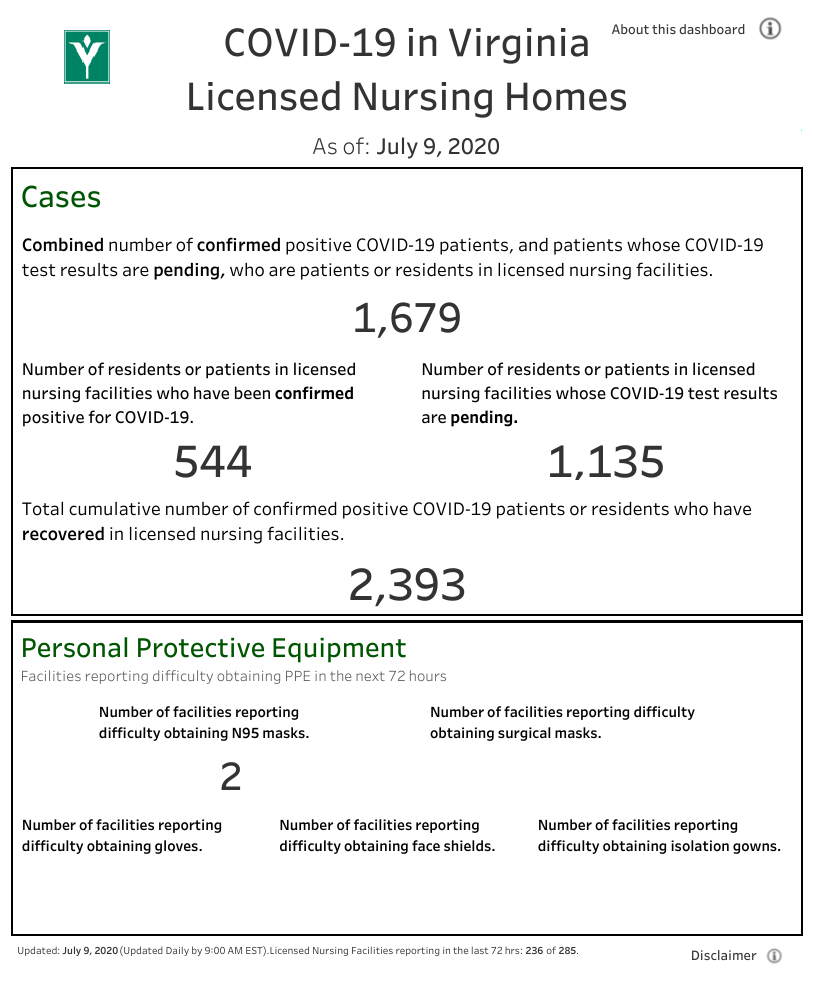 COVID-19 in Virginia
Licensed Nursing Homes
About this dashboard
As of: July 9, 2020
Cases
Combined number of confirmed positive COVID-19 patients, and patients whose COVID-19
test results are pending, who are patients or residents in licensed nursing facilities.
1,679
Number of residents or patients in licensed
nursing facilities who have been confirmed
positive for COVID-19.
544
Number of residents or patients in licensed
nursing facilities whose COVID-19 test results
are pending.
1,135
Total cumulative number of confirmed positive COVID-19 patients or residents who have
recovered in licensed nursing facilities.
2,393
Personal Protective Equipment
Facilities reporting difficulty obtaining PPE in the next 72 hours
Number of facilities reporting
difficulty obtaining N95 masks.
2
Number of facilities reporting difficulty
obtaining surgical masks.
Number of facilities reporting
difficulty obtaining gloves.
Number of facilities reporting
difficulty obtaining face shields.
Number of facilities reporting
difficulty obtaining isolation gowns.
Updated: July 9, 2020 (Updated Daily by 9:00 AM EST).Licensed Nursing Facilities reporting in the last 72 hrs: 236 of 285.
Disclaimer